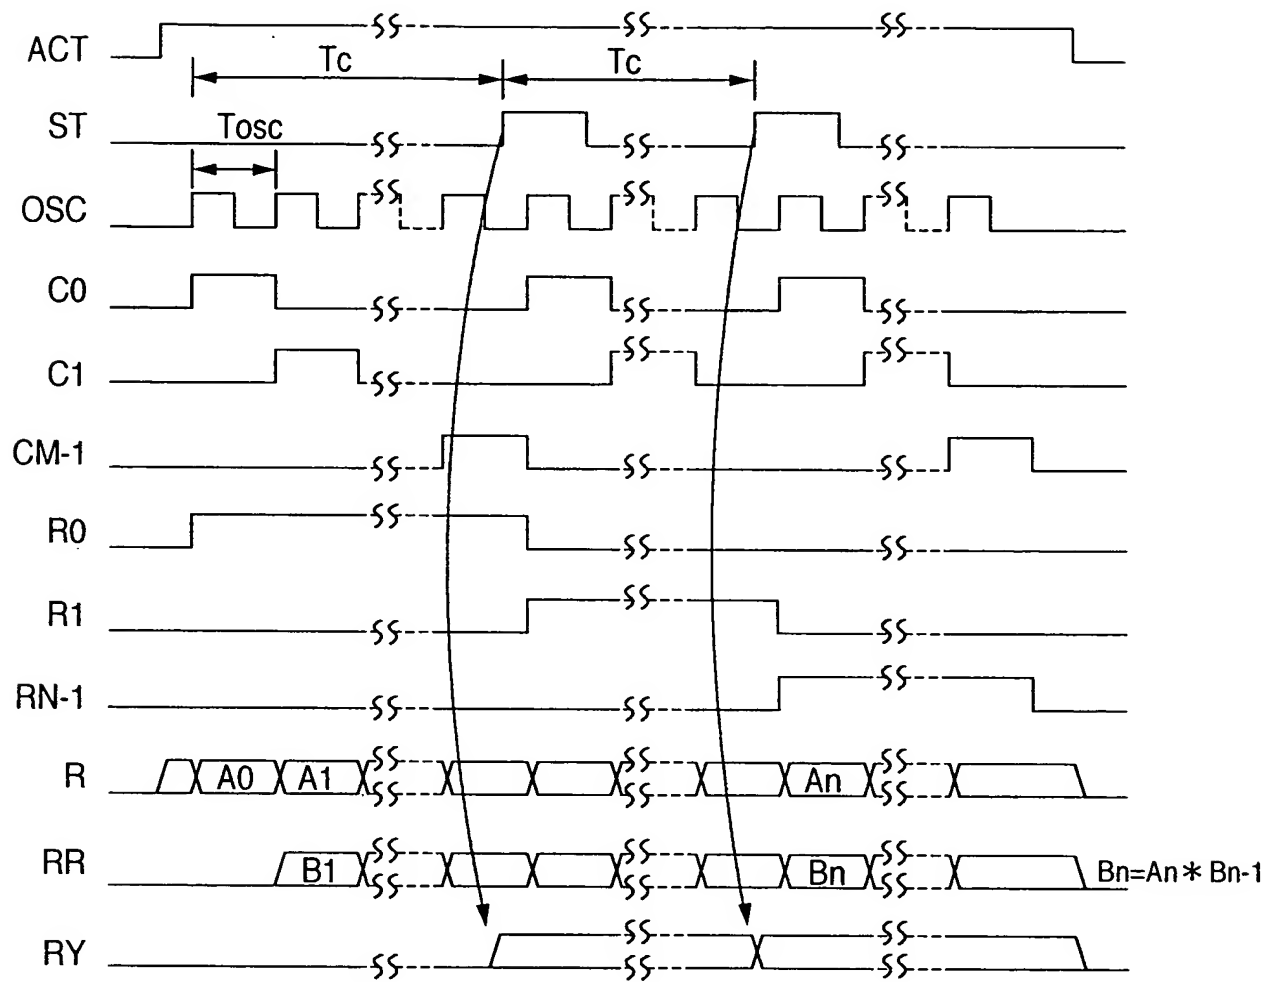 ACT
Tc Tc
ST
Tosc
OSC
C0
C1
CM-1
R0
R1
RN-1
R A0 A1 An
RR B1 Bn Bn=An*Bn-1
RY